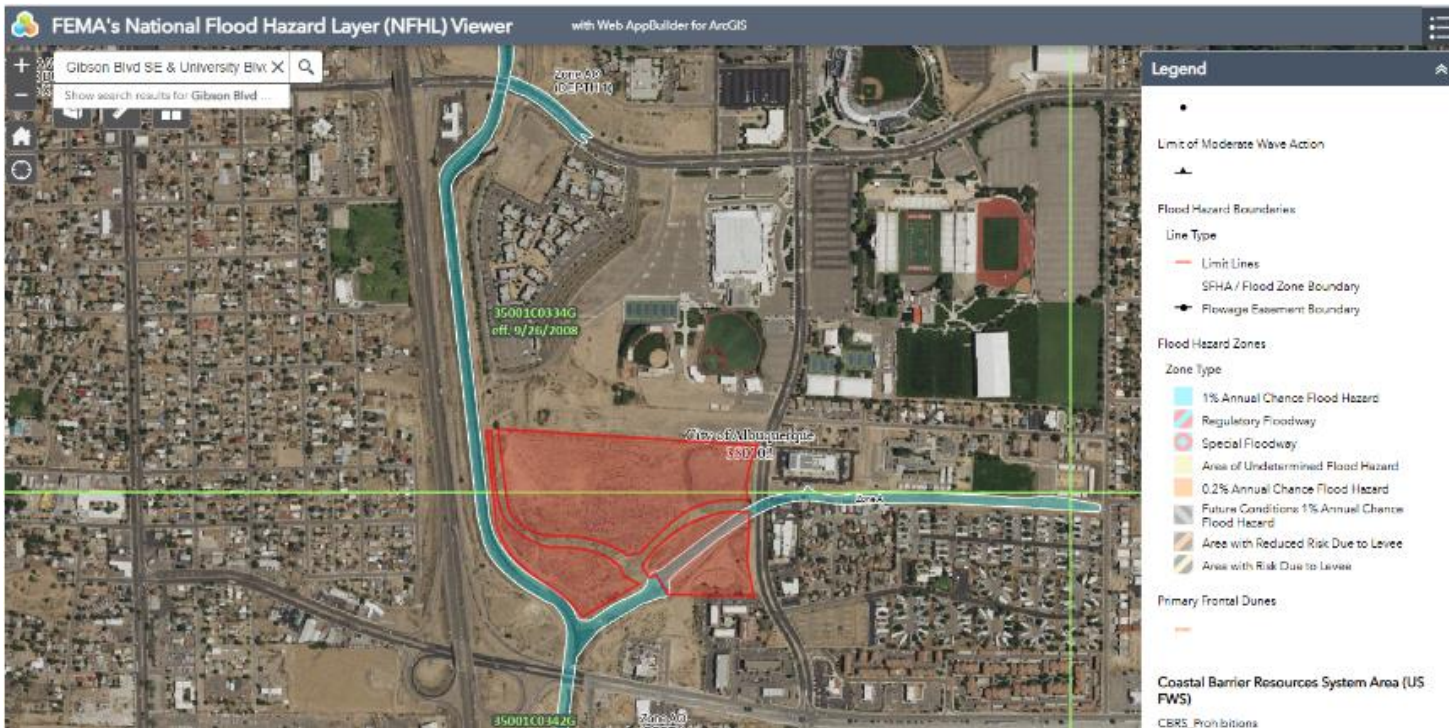 FEMA's National Flood Hazard Layer (NFHL) Viewer
with Web AppBuilder for ArcGIS
Gibson Blvd SE & University Blv
Show search results for Gibson Blvd ...
Zone AO
(DEPTH 1)
35001C0334G
eff. 9/26/2008
City of Albuquerque
Zone A
35001C0342G
Zone AO
Legend
Limit of Moderate Wave Action
Flood Hazard Boundaries
Line Type
Limit Lines
SFHA / Flood Zone Boundary
Flowage Easement Boundary
Flood Hazard Zones
Zone Type
1% Annual Chance Flood Hazard
Regulatory Floodway
Special Floodway
Area of Undetermined Flood Hazard
0.2% Annual Chance Flood Hazard
Future Conditions 1% Annual Chance
Flood Hazard
Area with Reduced Risk Due to Levee
Area with Risk Due to Levee
Primary Frontal Dunes
Coastal Barrier Resources System Area (US
FWS)
CBRS Prohibitions